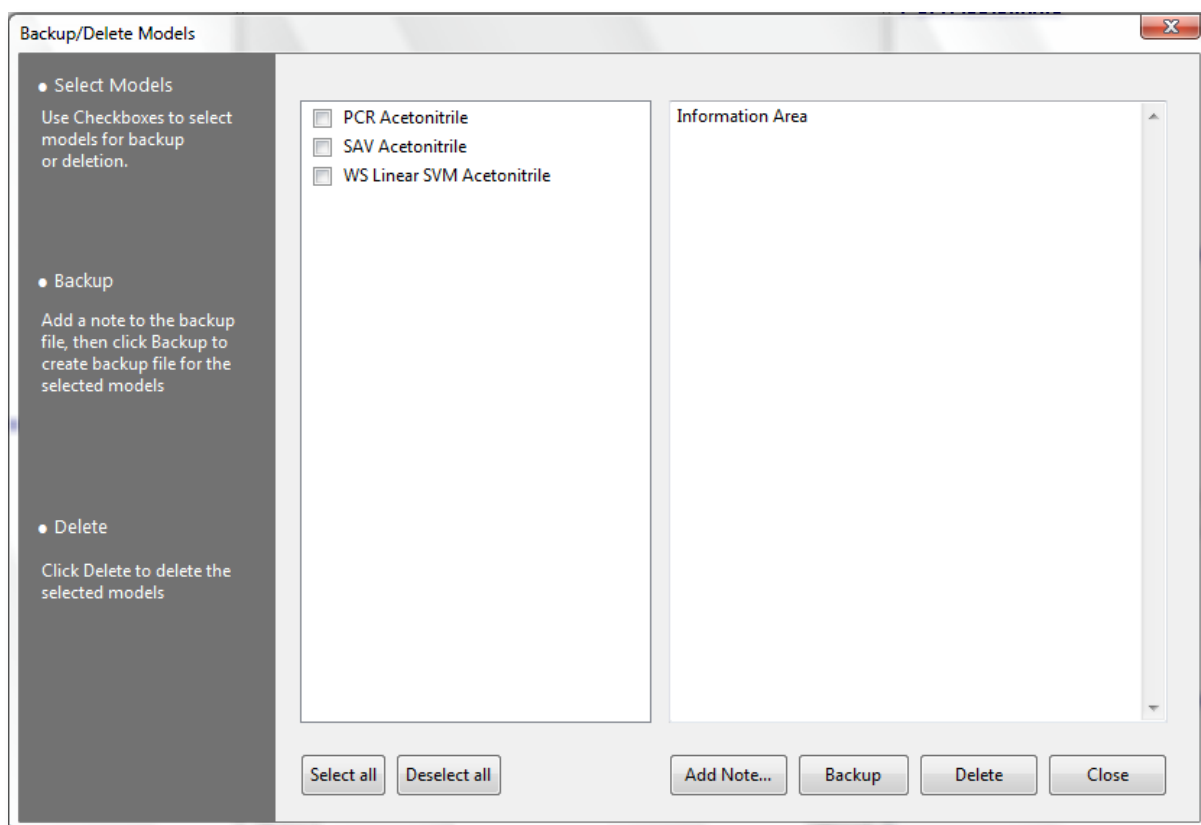 Backup/Delete Models
• Select Models
Use Checkboxes to select
models for backup
or deletion.
• Backup
Add a note to the backup
file, then click Backup to
create backup file for the
selected models
• Delete
Click Delete to delete the
selected models
PCR Acetonitrile
SAV Acetonitrile
WS Linear SVM Acetonitrile
Information Area
Select all
Deselect all
Add Note...
Backup
Delete
Close